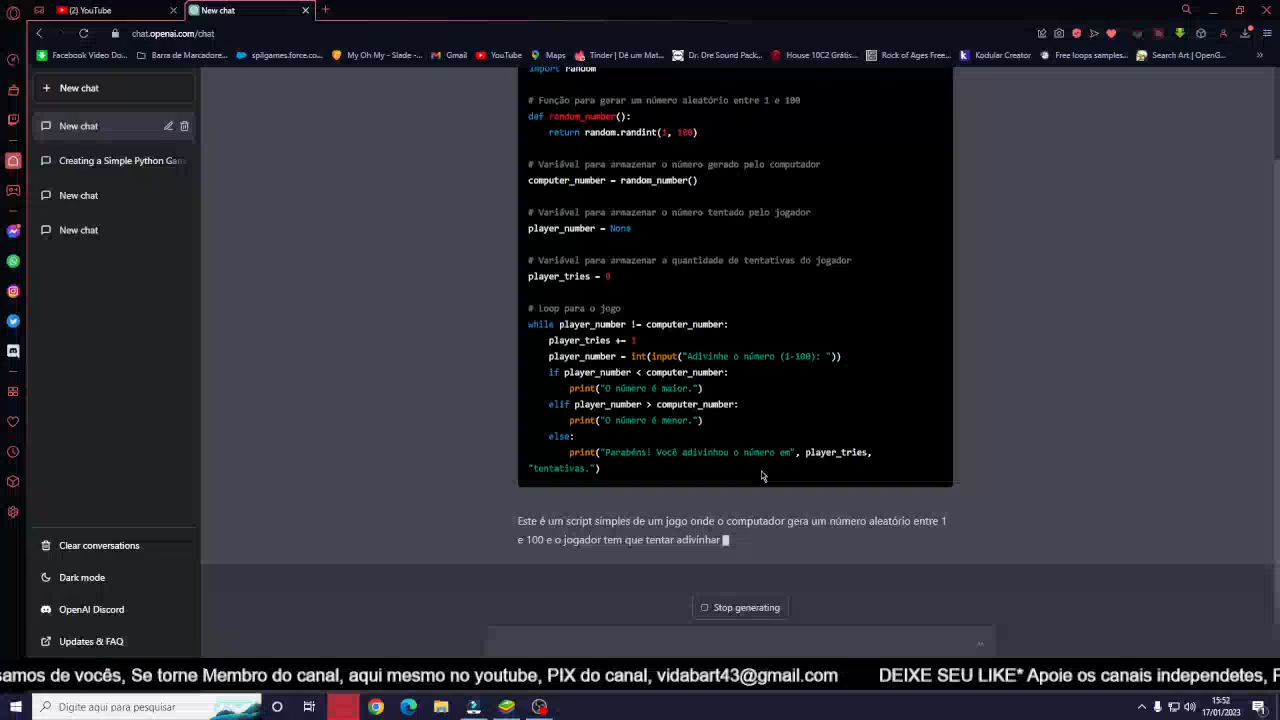 (2) YouTube
New chat
chat.openai.com/chat
Facebook Video Do...
Barra de Marcadore...
spilgames.force.co...
My Oh My - Slade -...
Gmail
YouTube
Maps
Tinder | Dê um Mat...
Dr. Dre Sound Pack...
House 10C2 Grátis...
Rock of Ages Free...
Kodular Creator
Free loops samples...
Search Art | OpenG...
New chat
New chat
Creating a Simple Python Gam
New chat
New chat
import random
# Função para gerar um número aleatório entre 1 e 100
def random_number():
return random.randint(1, 100)
# Variável para armazenar o número gerado pelo computador
computer_number = random_number()
# Variável para armazenar o número tentado pelo jogador
player_number = None
# Variável para armazenar a quantidade de tentativas do jogador
player_tries = 0
# Loop para o jogo
while player_number != computer_number:
player_tries += 1
player_number = int(input("Adivinhe o número (1-100): "))
if player_number < computer_number:
print("O número é maior.")
elif player_number > computer_number:
print("O número é menor.")
else:
print("Parabéns! Você adivinhou o número em", player_tries,
"tentativas.")
Este é um script simples de um jogo onde o computador gera um número aleatório entre 1
e 100 e o jogador tem que tentar adivinhar
Clear conversations
Dark mode
OpenAI Discord
Updates & FAQ
Stop generating
samos de vocês, Se torne Membro do canal, aqui mesmo no youtube, PIX do canal, vidabart43@gmail.com DEIXE SEU LIKE* Apoie os canais independetes, P
Digite aqui para pesquisar
15:52
17/01/2023